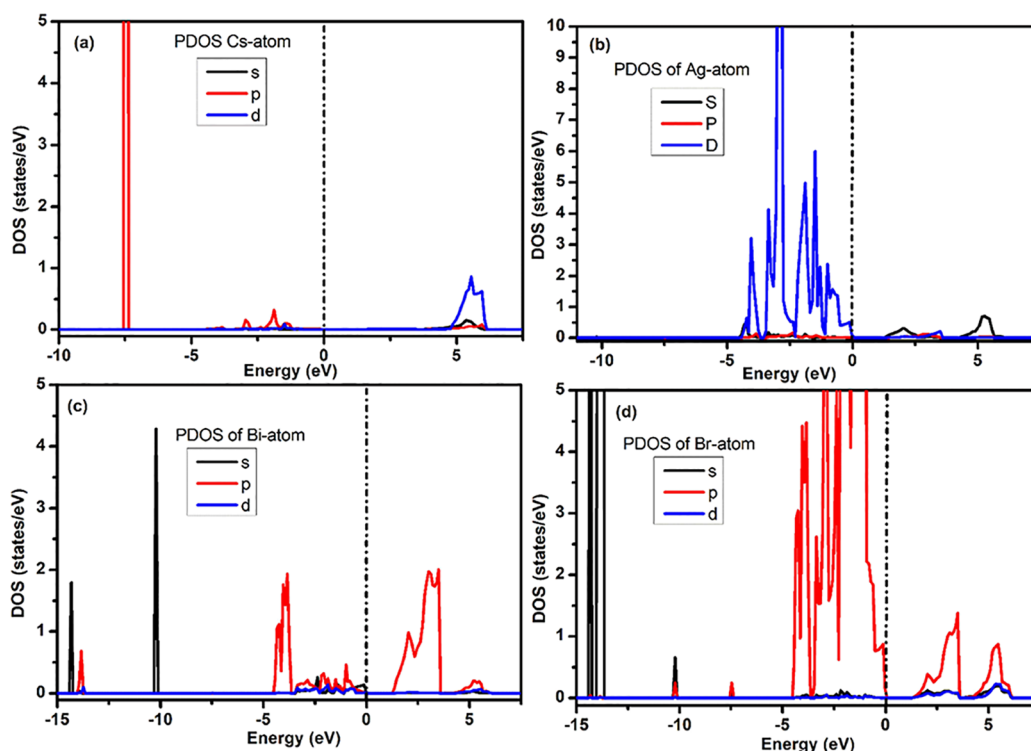 (a)
PDOS Cs-atom
s
p
d
DOS (states/eV)
5
4
3
2
1
0
-10
-5
0
5
Energy (eV)
(b)
PDOS of Ag-atom
S
P
D
DOS (states/eV)
10
9
8
7
6
5
4
3
2
1
0
-10
-5
0
5
Energy (eV)
(c)
PDOS of Bi-atom
s
p
d
DOS (states/eV)
5
4
3
2
1
0
-15
-10
-5
0
5
Energy (eV)
(d)
PDOS of Br-atom
s
p
d
DOS (states/eV)
5
4
3
2
1
0
-15
-10
-5
0
5
Energy (eV)